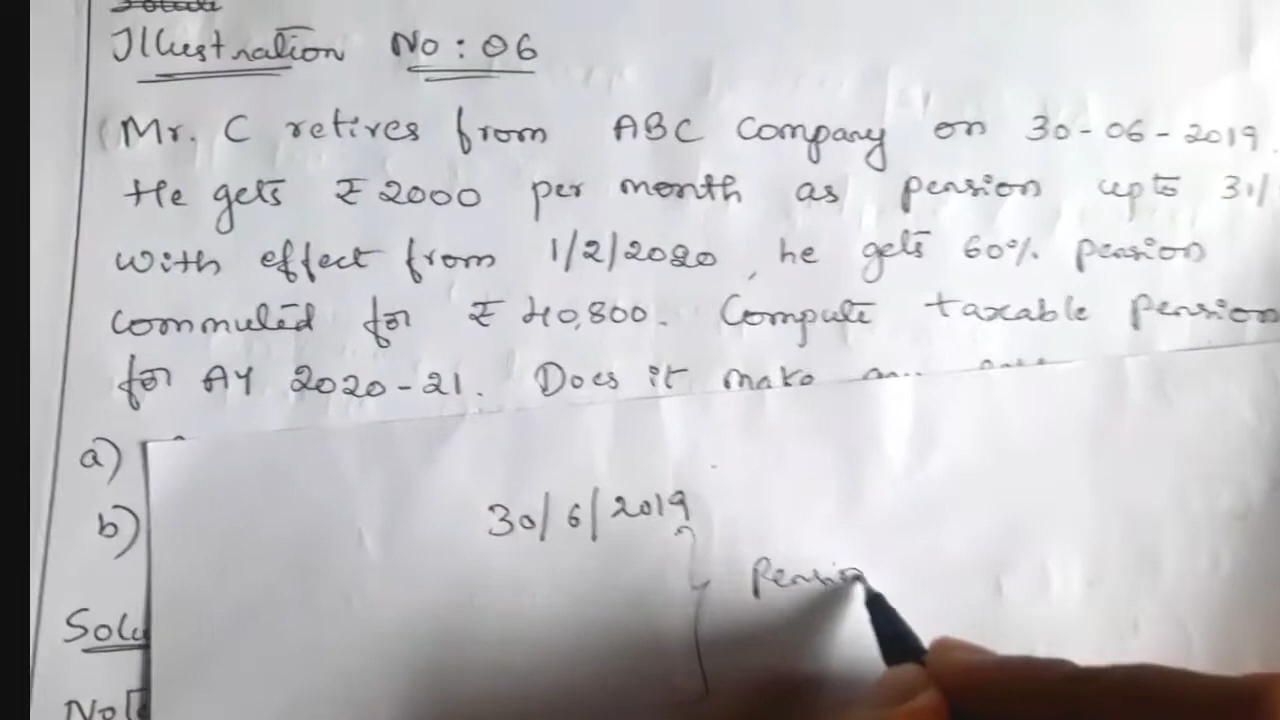 Illustration No : 06
Mr. C retires from ABC Company on 30-06-2019.
He gets ₹ 2000 per month as pension upto 31/
with effect from 1/2/2020, he gets 60% pension
commuted for ₹ 40,800. Compute taxable pension
for AY 2020-21. Does it make
a)
b)
30/6/2019
Pension
Solu
Not